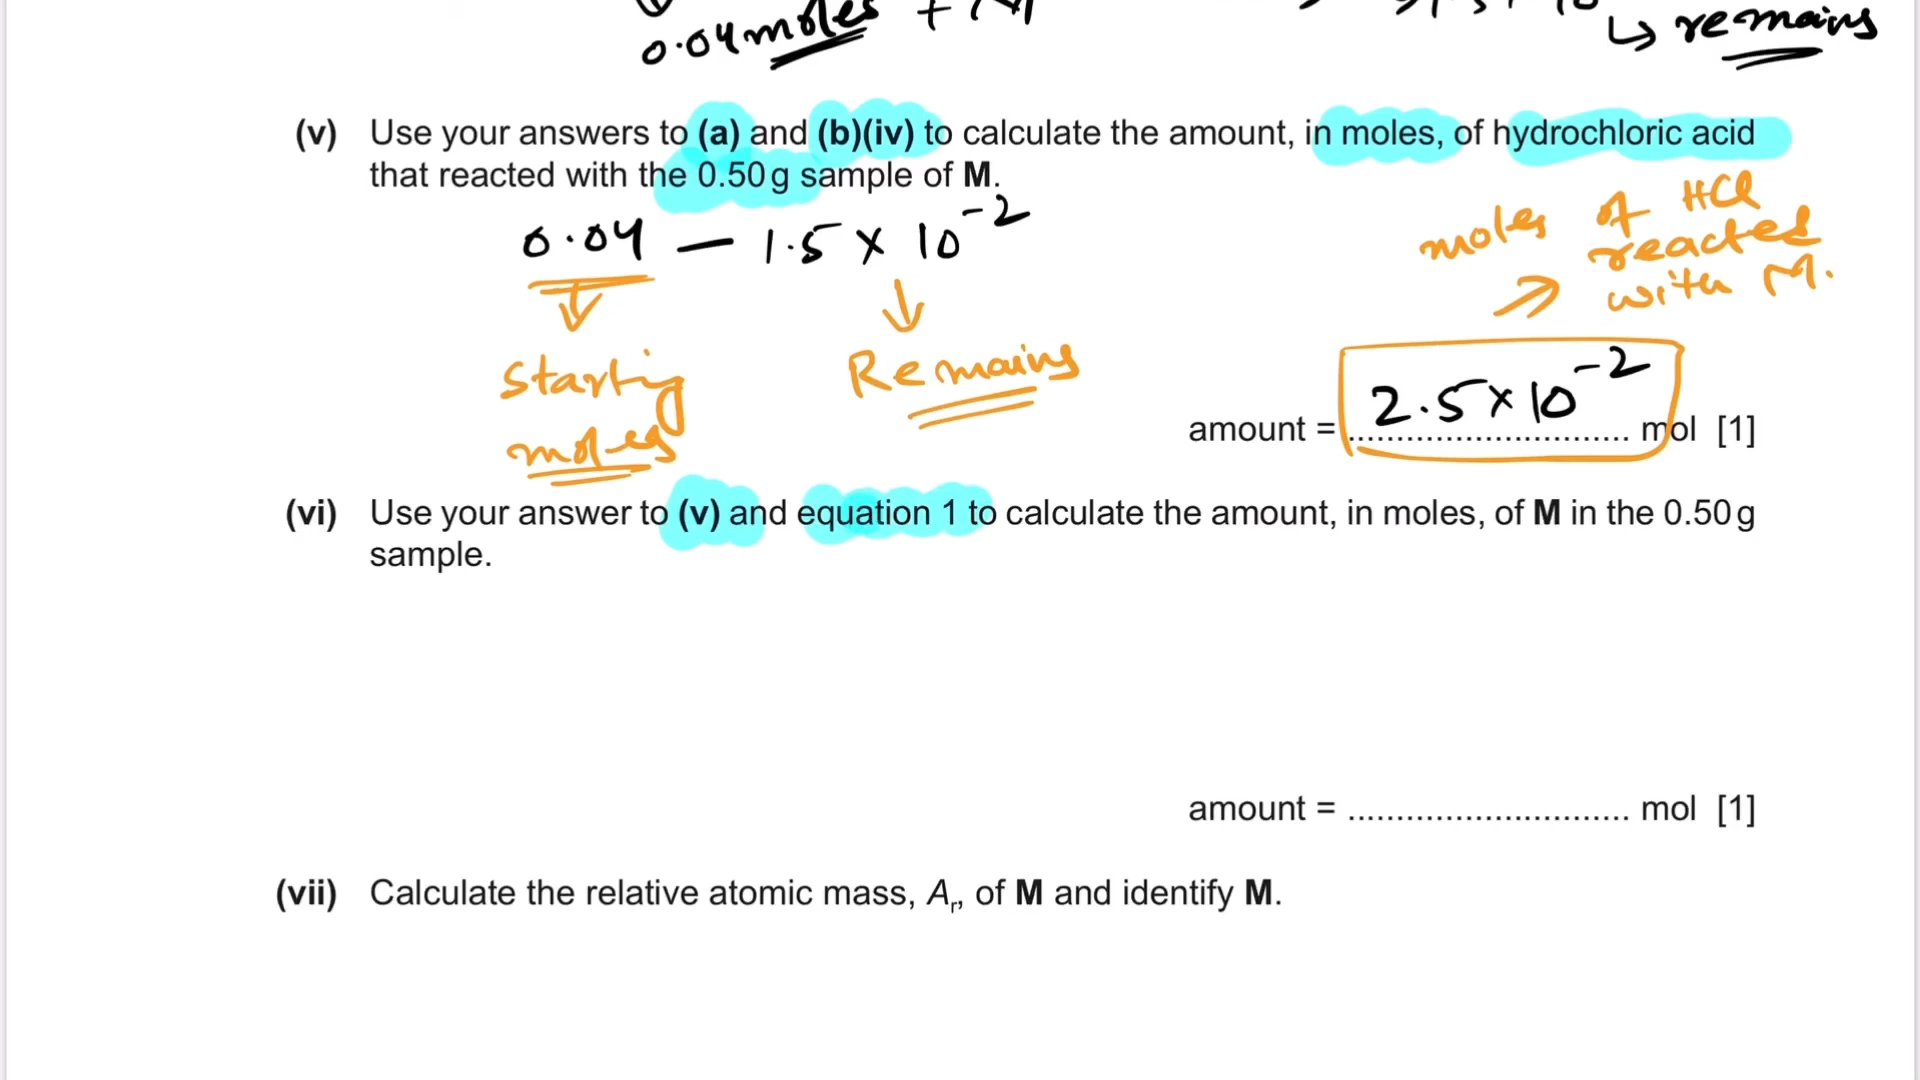 0.04 moles +
↳ remains
(v) Use your answers to (a) and (b)(iv) to calculate the amount, in moles, of hydrochloric acid
that reacted with the 0.50 g sample of M.
0.04 — 1.5 × 10⁻²
moles of HCl
reacted
with M.
Starting
moles
Remains
2.5 × 10⁻²
amount = ............................. mol [1]
(vi) Use your answer to (v) and equation 1 to calculate the amount, in moles, of M in the 0.50 g
sample.
amount = ............................. mol [1]
(vii) Calculate the relative atomic mass, Aᵣ, of M and identify M.